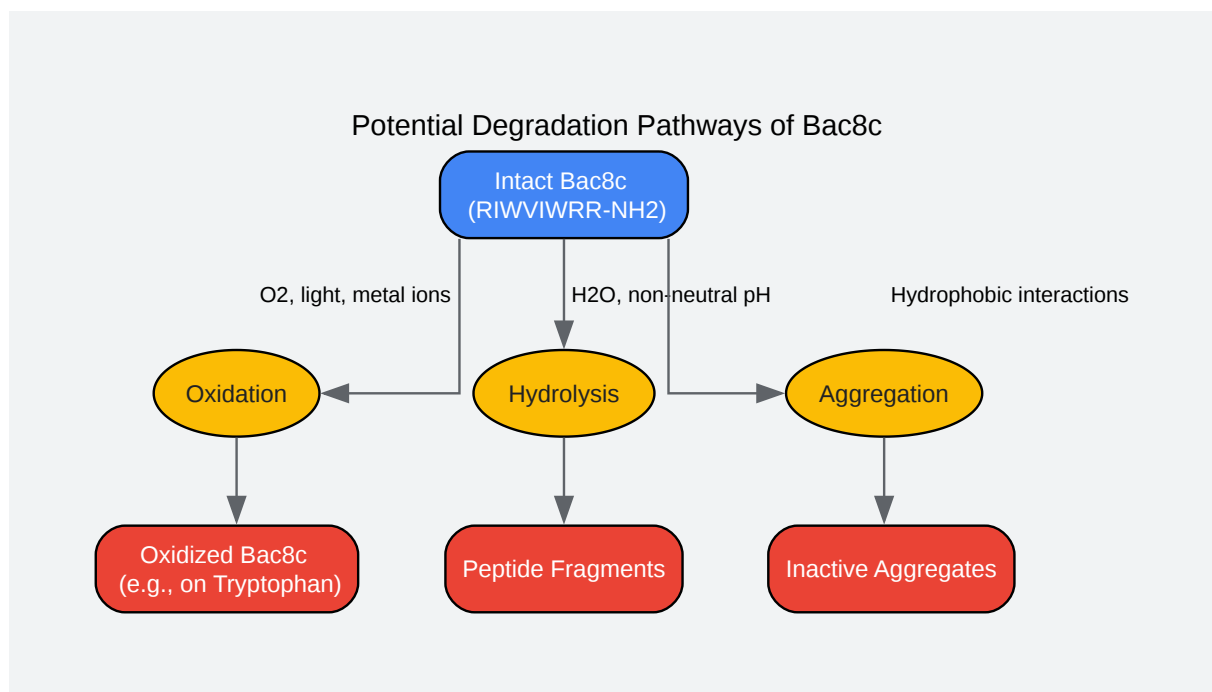 Potential Degradation Pathways of Bac8c
Intact Bac8c
(RIWVIWRR-NH2)
O2, light, metal ions
H2O, non-neutral pH
Hydrophobic interactions
Oxidation
Hydrolysis
Aggregation
Oxidized Bac8c
(e.g., on Tryptophan)
Peptide Fragments
Inactive Aggregates